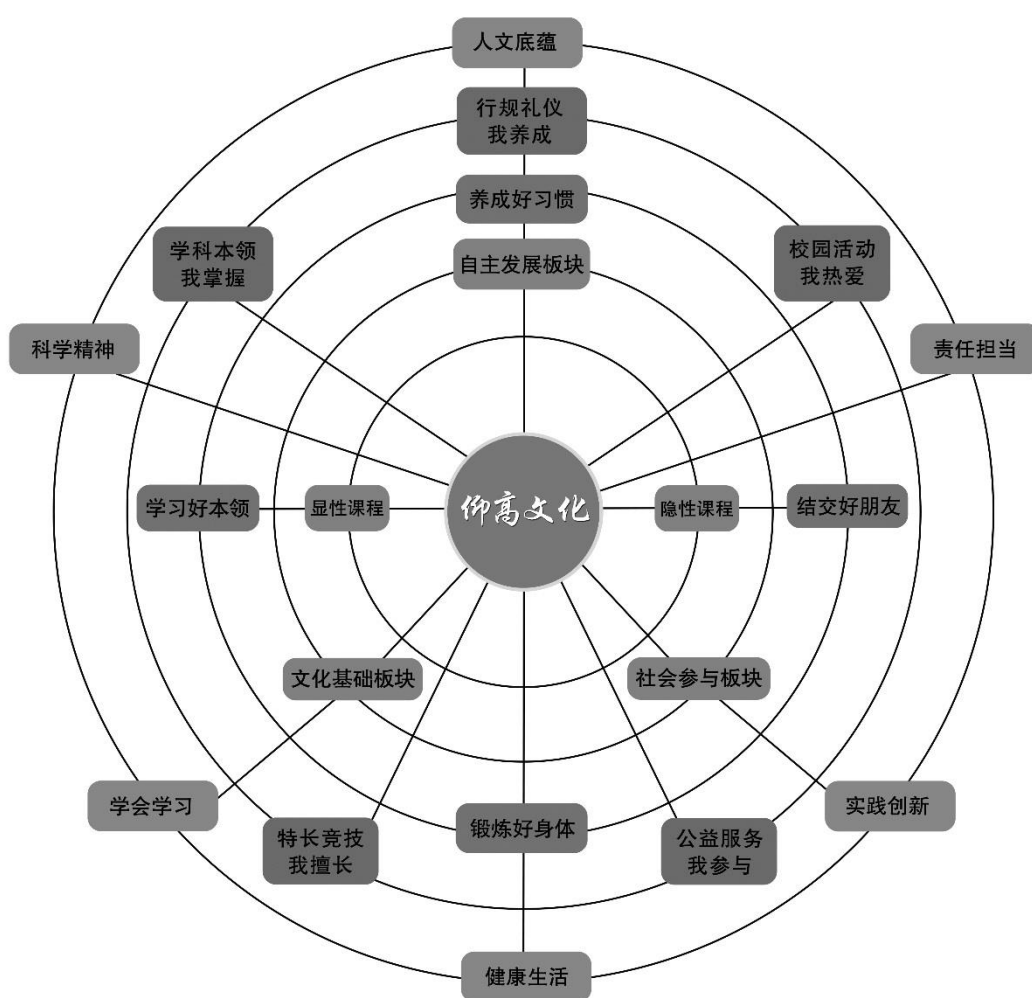 人文底蕴
行规礼仪
我养成
养成好习惯
学科本领
我掌握
自主发展板块
校园活动
我热爱
科学精神
责任担当
学习好本领
显性课程
仰高文化
隐性课程
结交好朋友
文化基础板块
社会参与板块
学会学习
实践创新
特长竞技
我擅长
锻炼好身体
公益服务
我参与
健康生活